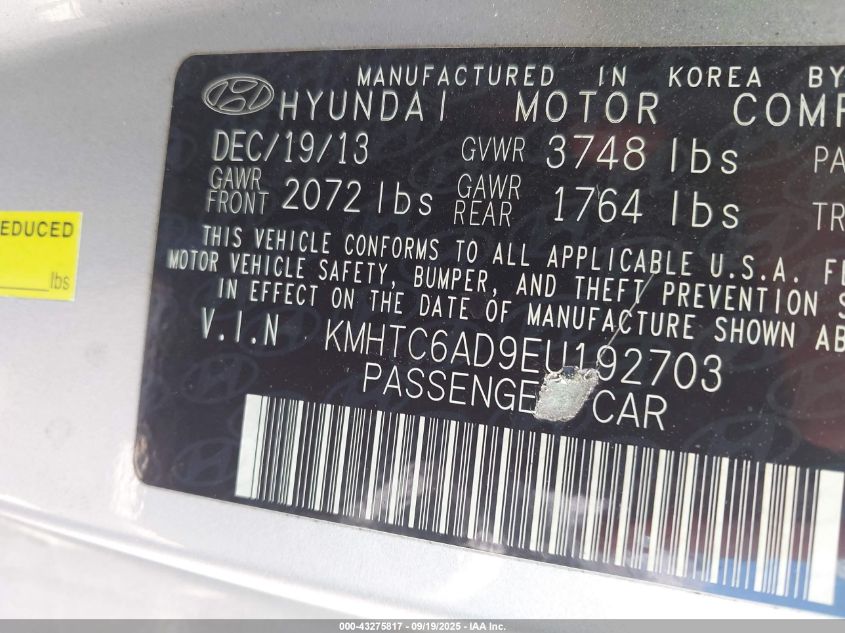 MANUFACTURED IN KOREA BY
HYUNDAI MOTOR COMP
DEC/19/13 GVWR 3748 lbs PA
GAWR FRONT 2072 lbs GAWR REAR 1764 lbs TR
THIS VEHICLE CONFORMS TO ALL APPLICABLE U.S.A. FE
MOTOR VEHICLE SAFETY, BUMPER, AND THEFT PREVENTION S
IN EFFECT ON THE DATE OF MANUFACTURE SHOWN AB
V.I.N KMHTC6AD9EU192703
PASSENGE CAR
EDUCED
lbs
000-43275817 - 09/19/2025 - IAA Inc.